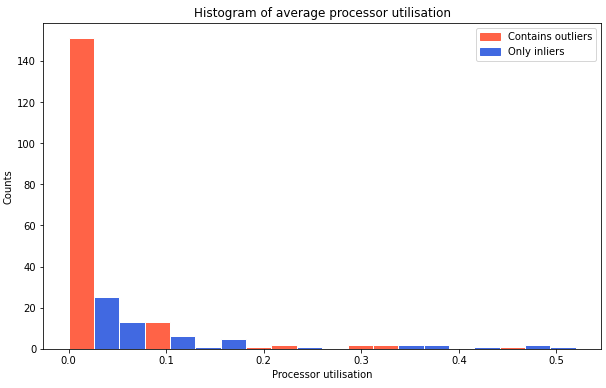 Histogram of average processor utilisation
Contains outliers
Only inliers
Counts
140
120
100
80
60
40
20
0
0.0 0.1 0.2 0.3 0.4 0.5
Processor utilisation